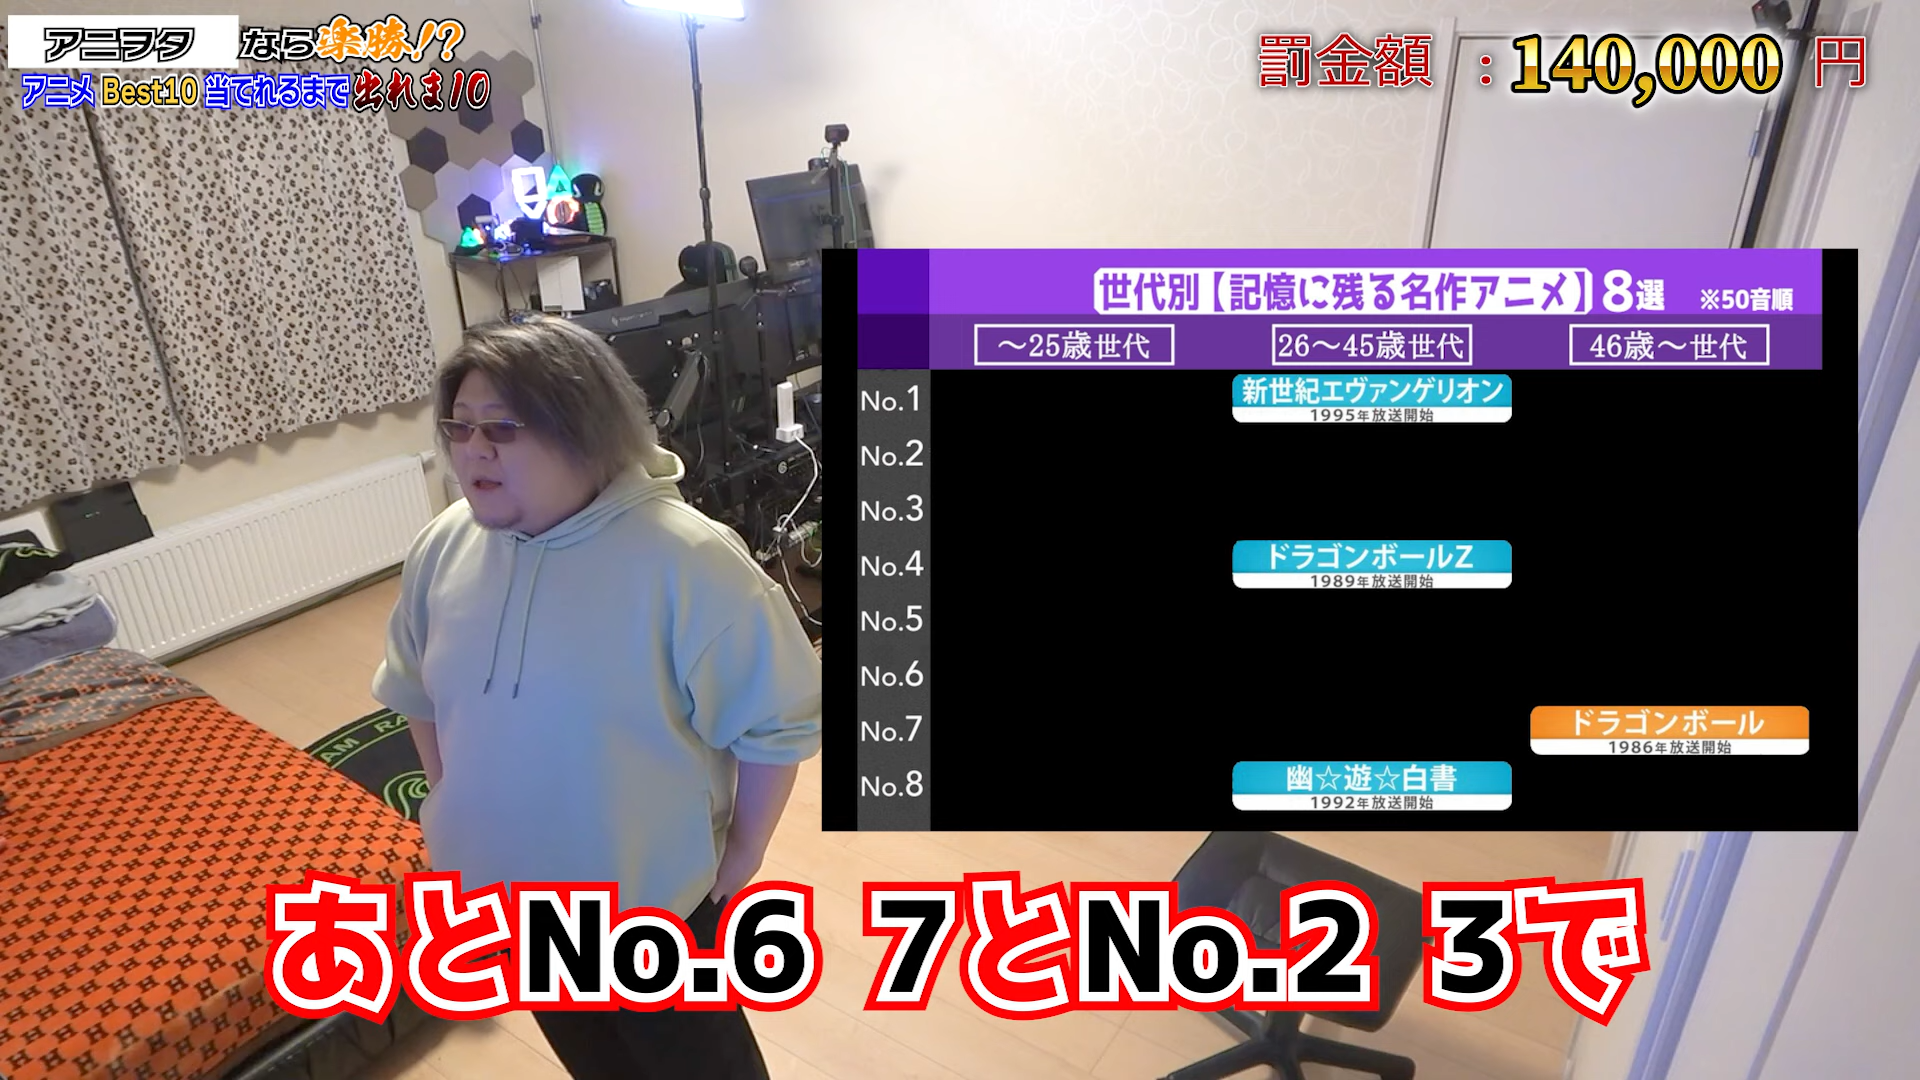 アニヲタ なら楽勝!?
アニメ Best10 当てれるまで 出れま10
罰金額 : 140,000 円
世代別【記憶に残る名作アニメ】8選 ※50音順
～25歳世代 26～45歳世代 46歳～世代
No.1 新世紀エヴァンゲリオン
1995年放送開始
No.2
No.3
No.4 ドラゴンボールZ
1989年放送開始
No.5
No.6
No.7 ドラゴンボール
1986年放送開始
No.8 幽☆遊☆白書
1992年放送開始
あとNo.6 7とNo.2 3で